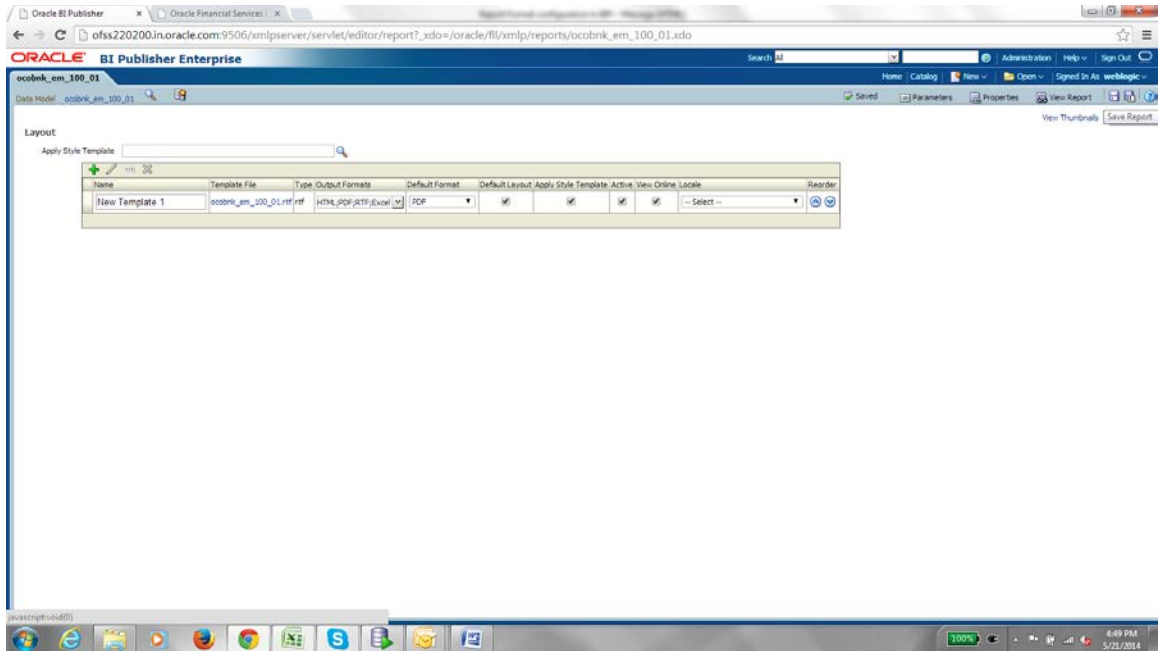 Oracle BI Publisher
Oracle Financial Services
ofss220200.in.oracle.com:9506/xmlpserver/servlet/editor/report?_xdo=/oracle/fll/xmlp/reports/ocobnk_em_100_01.xdo
ORACLE BI Publisher Enterprise
Search All
Administration Help Sign Out
ocobnk_em_100_01
Home Catalog New Open Signed In As weblogic
Data Model ocobnk_em_100_01
Saved Parameters Properties View Report
View Thumbnails Save Report
Layout
Apply Style Template
Name Template File Type Output Formats Default Format Default Layout Apply Style Template Active View Online Locale Reorder
New Template 1 ocobnk_em_100_01.rtf rtf HTML;PDF;RTF;Excel PDF -- Select --
javascript:void(0)
100%
4:49 PM
5/21/2014